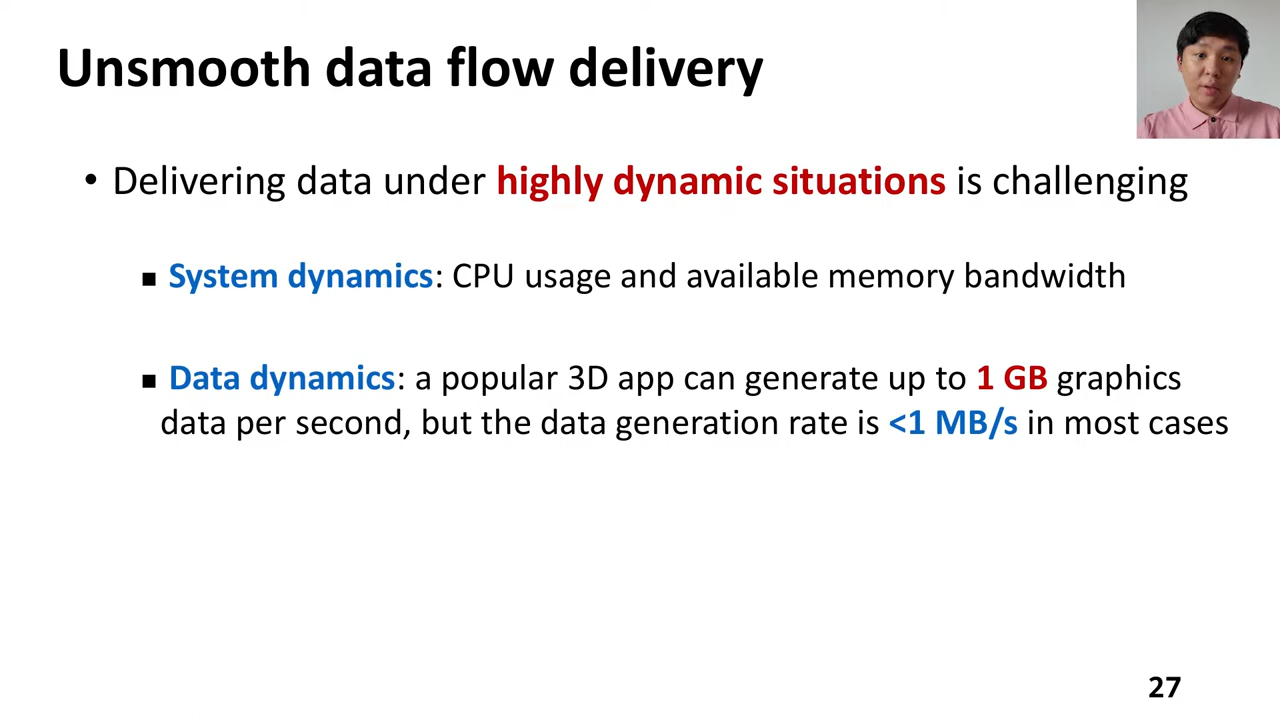 Unsmooth data flow delivery
• Delivering data under highly dynamic situations is challenging
▪ System dynamics: CPU usage and available memory bandwidth
▪ Data dynamics: a popular 3D app can generate up to 1 GB graphics
data per second, but the data generation rate is <1 MB/s in most cases
27